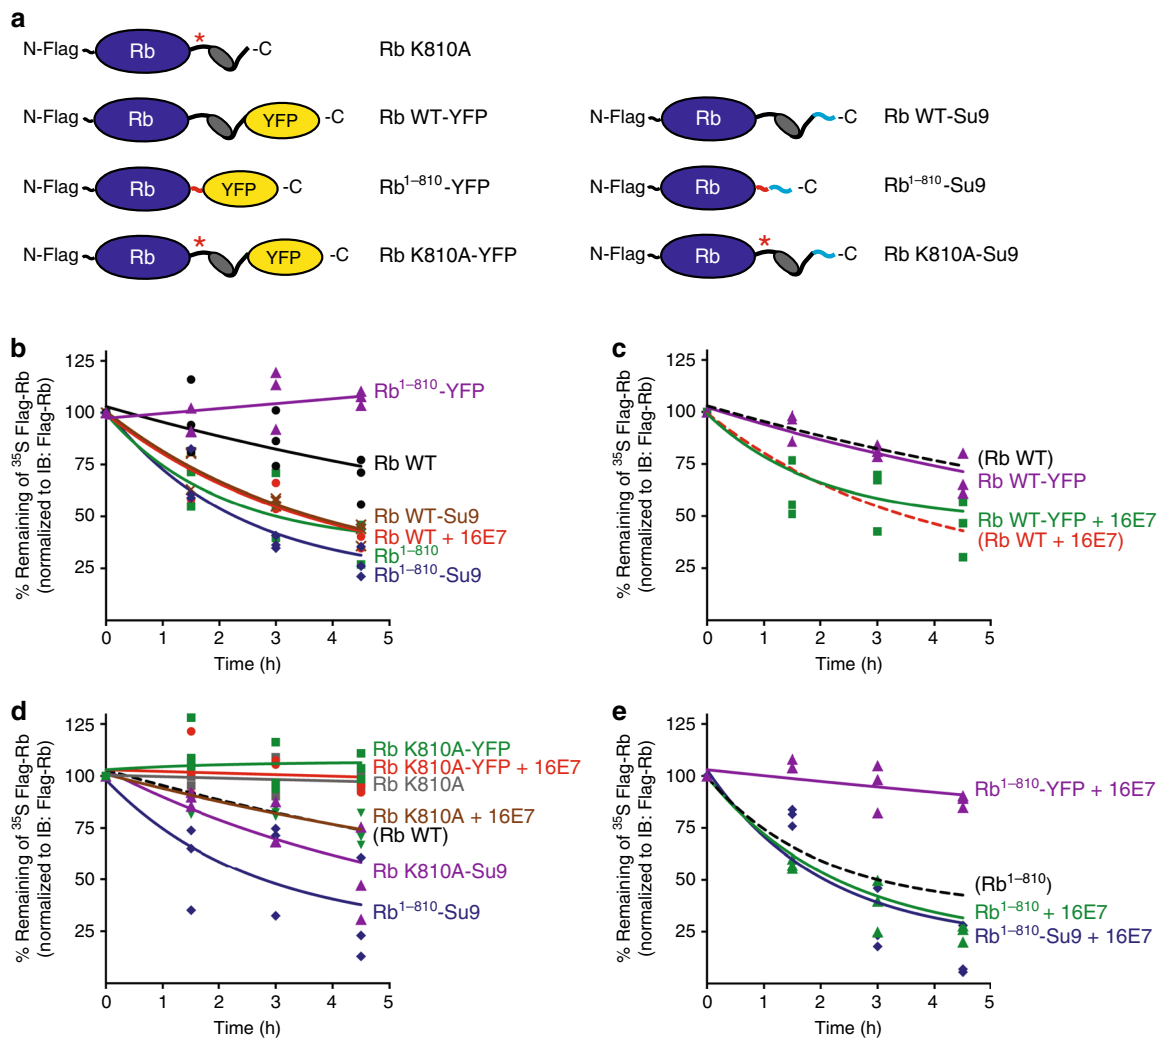 a
N-Flag Rb * -C Rb K810A
N-Flag Rb YFP -C Rb WT-YFP
N-Flag Rb -C Rb WT-Su9
N-Flag Rb YFP -C Rb1–810-YFP
N-Flag Rb -C Rb1–810-Su9
N-Flag Rb * YFP -C Rb K810A-YFP
N-Flag Rb * -C Rb K810A-Su9
b
% Remaining of 35S Flag-Rb
(normalized to IB: Flag-Rb)
125
100
75
50
25
0 1 2 3 4 5
Time (h)
Rb1–810-YFP
Rb WT
Rb WT-Su9
Rb WT + 16E7
Rb1–810
Rb1–810-Su9
c
% Remaining of 35S Flag-Rb
(normalized to IB: Flag-Rb)
125
100
75
50
25
0 1 2 3 4 5
Time (h)
(Rb WT)
Rb WT-YFP
Rb WT-YFP + 16E7
(Rb WT + 16E7)
d
% Remaining of 35S Flag-Rb
(normalized to IB: Flag-Rb)
125
100
75
50
25
0 1 2 3 4 5
Time (h)
Rb K810A-YFP
Rb K810A-YFP + 16E7
Rb K810A
Rb K810A + 16E7
(Rb WT)
Rb K810A-Su9
Rb1–810-Su9
e
% Remaining of 35S Flag-Rb
(normalized to IB: Flag-Rb)
125
100
75
50
25
0 1 2 3 4 5
Time (h)
Rb1–810-YFP + 16E7
(Rb1–810)
Rb1–810 + 16E7
Rb1–810-Su9 + 16E7